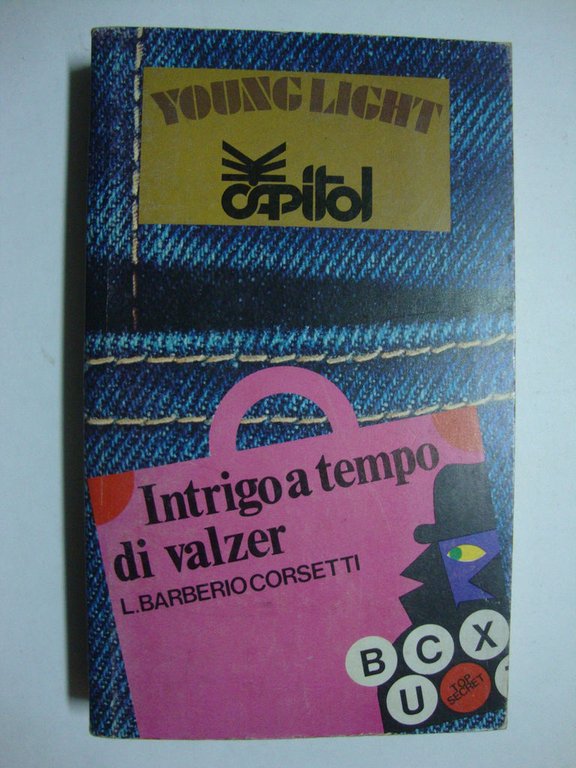 YOUNG LIGHT
Capitol
Intrigo a tempo
di valzer
L. BARBERIO CORSETTI
B C X
U TOP SECRET